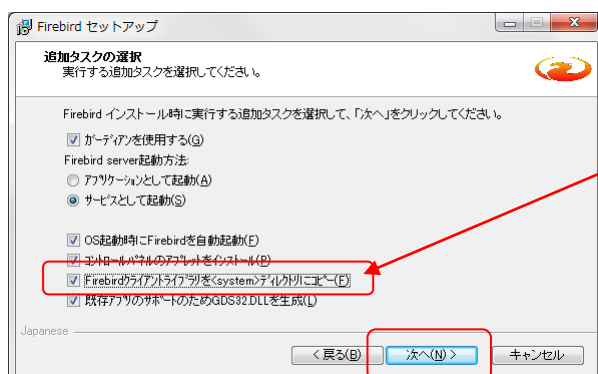 Firebird セットアップ
追加タスクの選択
実行する追加タスクを選択してください。
Firebird インストール時に実行する追加タスクを選択して、「次へ」をクリックしてください。
ガーディアンを使用する(G)
Firebird server起動方法:
アプリケーションとして起動(A)
サービスとして起動(S)
OS起動時にFirebirdを自動起動(F)
コントロールパネルのアプレットをインストール(P)
Firebirdクライアントライブラリを<system>ディレクトリにコピー(F)
既存アプリのサポートのためGDS32.DLLを生成(L)
Japanese
< 戻る(B)
次へ(N) >
キャンセル